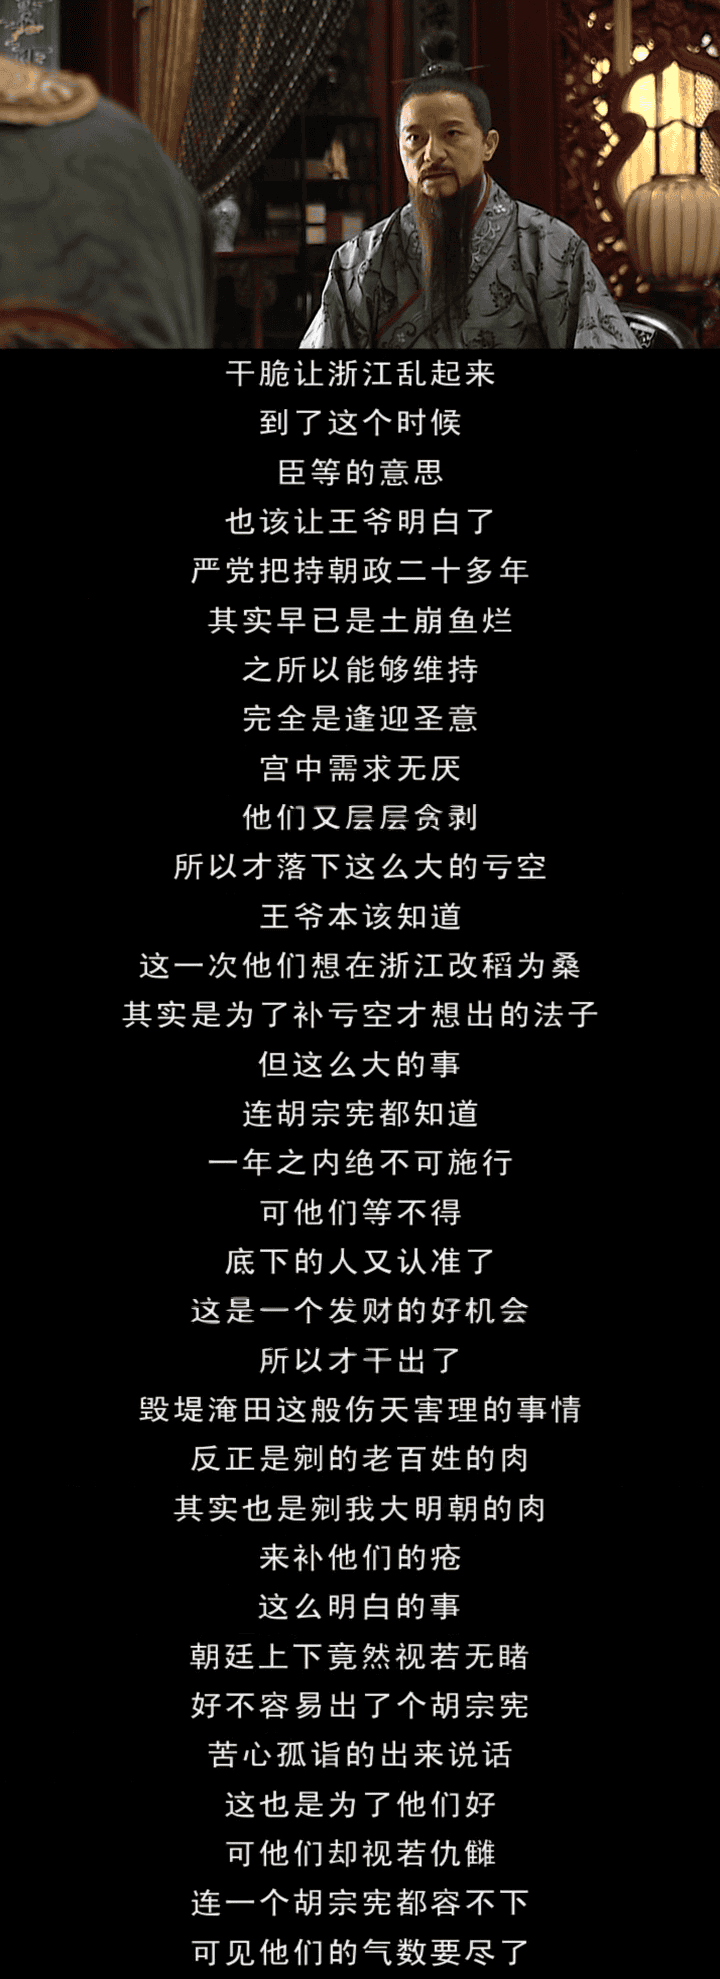 干脆让浙江乱起来
到了这个时候
臣等的意思
也该让王爷明白了
严党把持朝政二十多年
其实早已是土崩鱼烂
之所以能够维持
完全是逢迎圣意
宫中需求无厌
他们又层层贪剥
所以才落下这么大的亏空
王爷本该知道
这一次他们想在浙江改稻为桑
其实是为了补亏空才想出的法子
但这么大的事
连胡宗宪都知道
一年之内绝不可施行
可他们等不得
底下的人又认准了
这是一个发财的好机会
所以才干出了
毁堤淹田这般伤天害理的事情
反正是剜的老百姓的肉
其实也是剜我大明朝的肉
来补他们的疮
这么明白的事
朝廷上下竟然视若无睹
好不容易出了个胡宗宪
苦心孤诣的出来说话
这也是为了他们好
可他们却视若仇雠
连一个胡宗宪都容不下
可见他们的气数要尽了